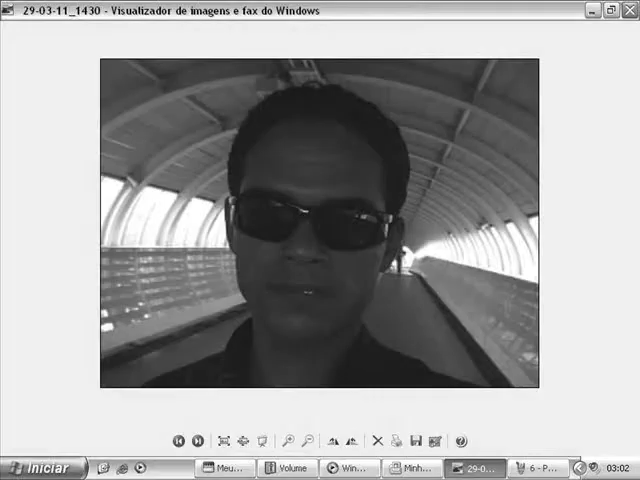 29-03-11_1430 - Visualizador de imagens e fax do Windows
Iniciar
Meu...
Volume
Win...
Minh...
29-0...
6 - P...
03:02